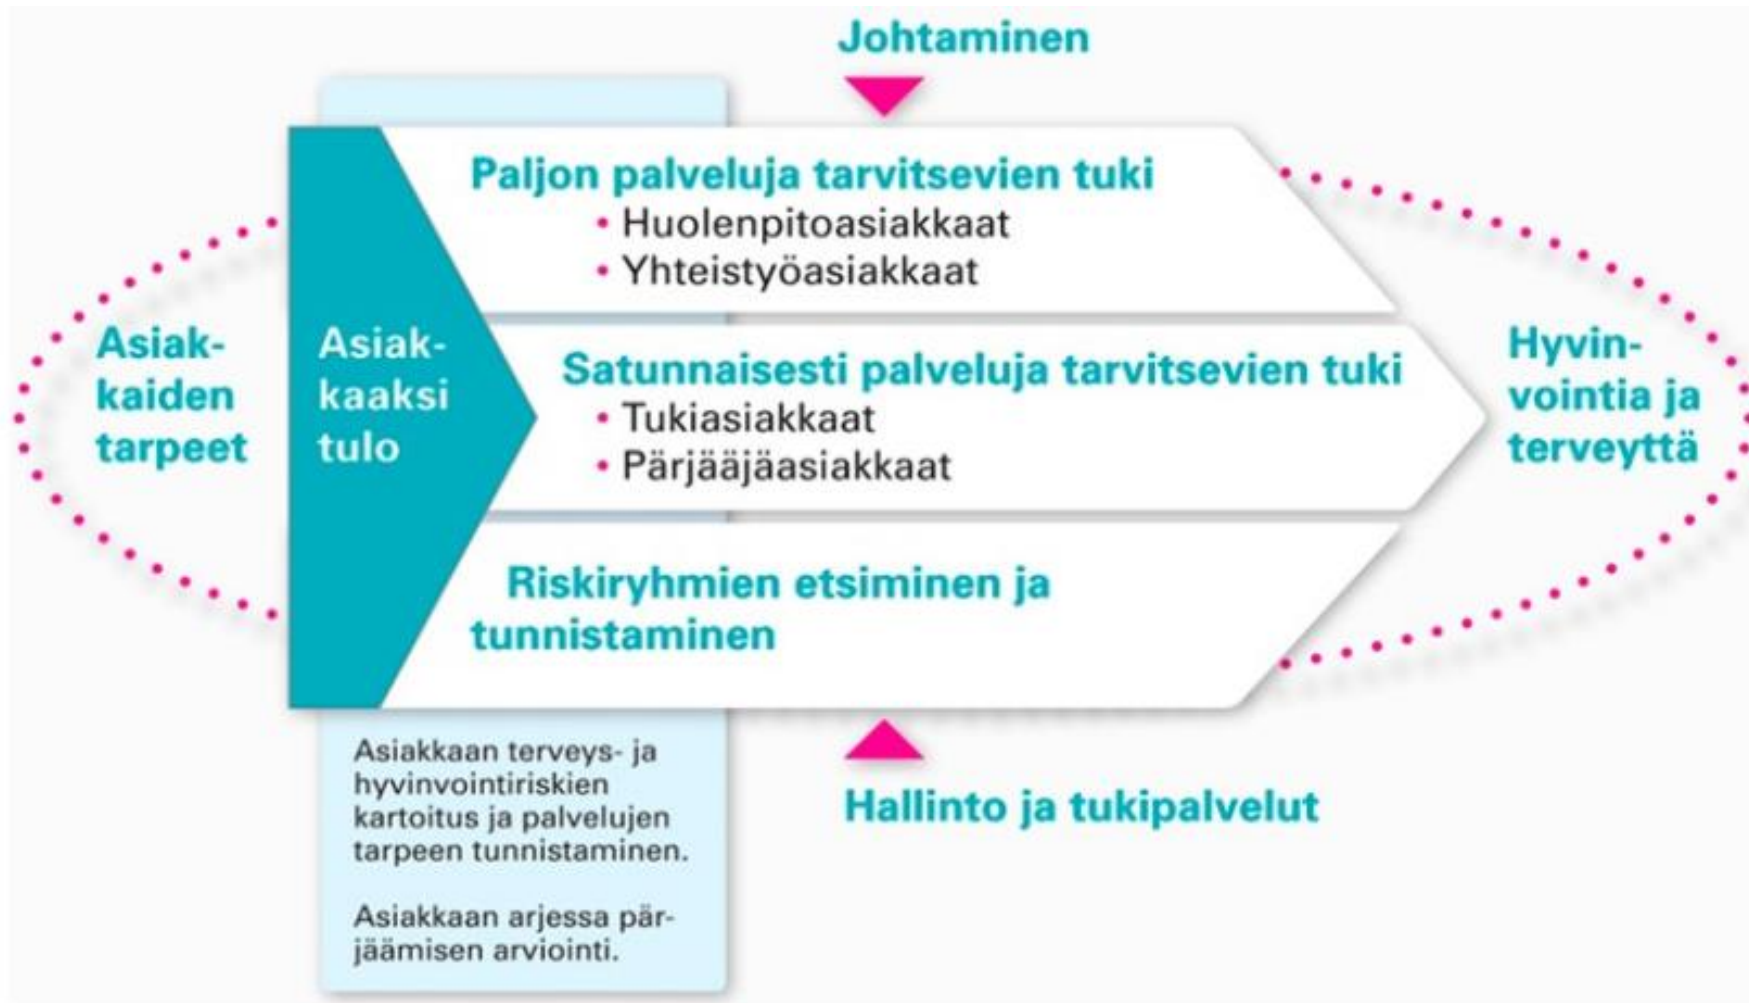 Johtaminen
Paljon palveluja tarvitsevien tuki
• Huolenpitoasiakkaat
• Yhteistyöasiakkaat
Asiak-
kaiden
tarpeet
Asiak-
kaaksi
tulo
Satunnaisesti palveluja tarvitsevien tuki
• Tukiasiakkaat
• Pärjääjäasiakkaat
Hyvin-
vointia ja
terveyttä
Riskiryhmien etsiminen ja
tunnistaminen
Asiakkaan terveys- ja
hyvinvointiriskien
kartoitus ja palvelujen
tarpeen tunnistaminen.
Asiakkaan arjessa pär-
jäämisen arviointi.
Hallinto ja tukipalvelut